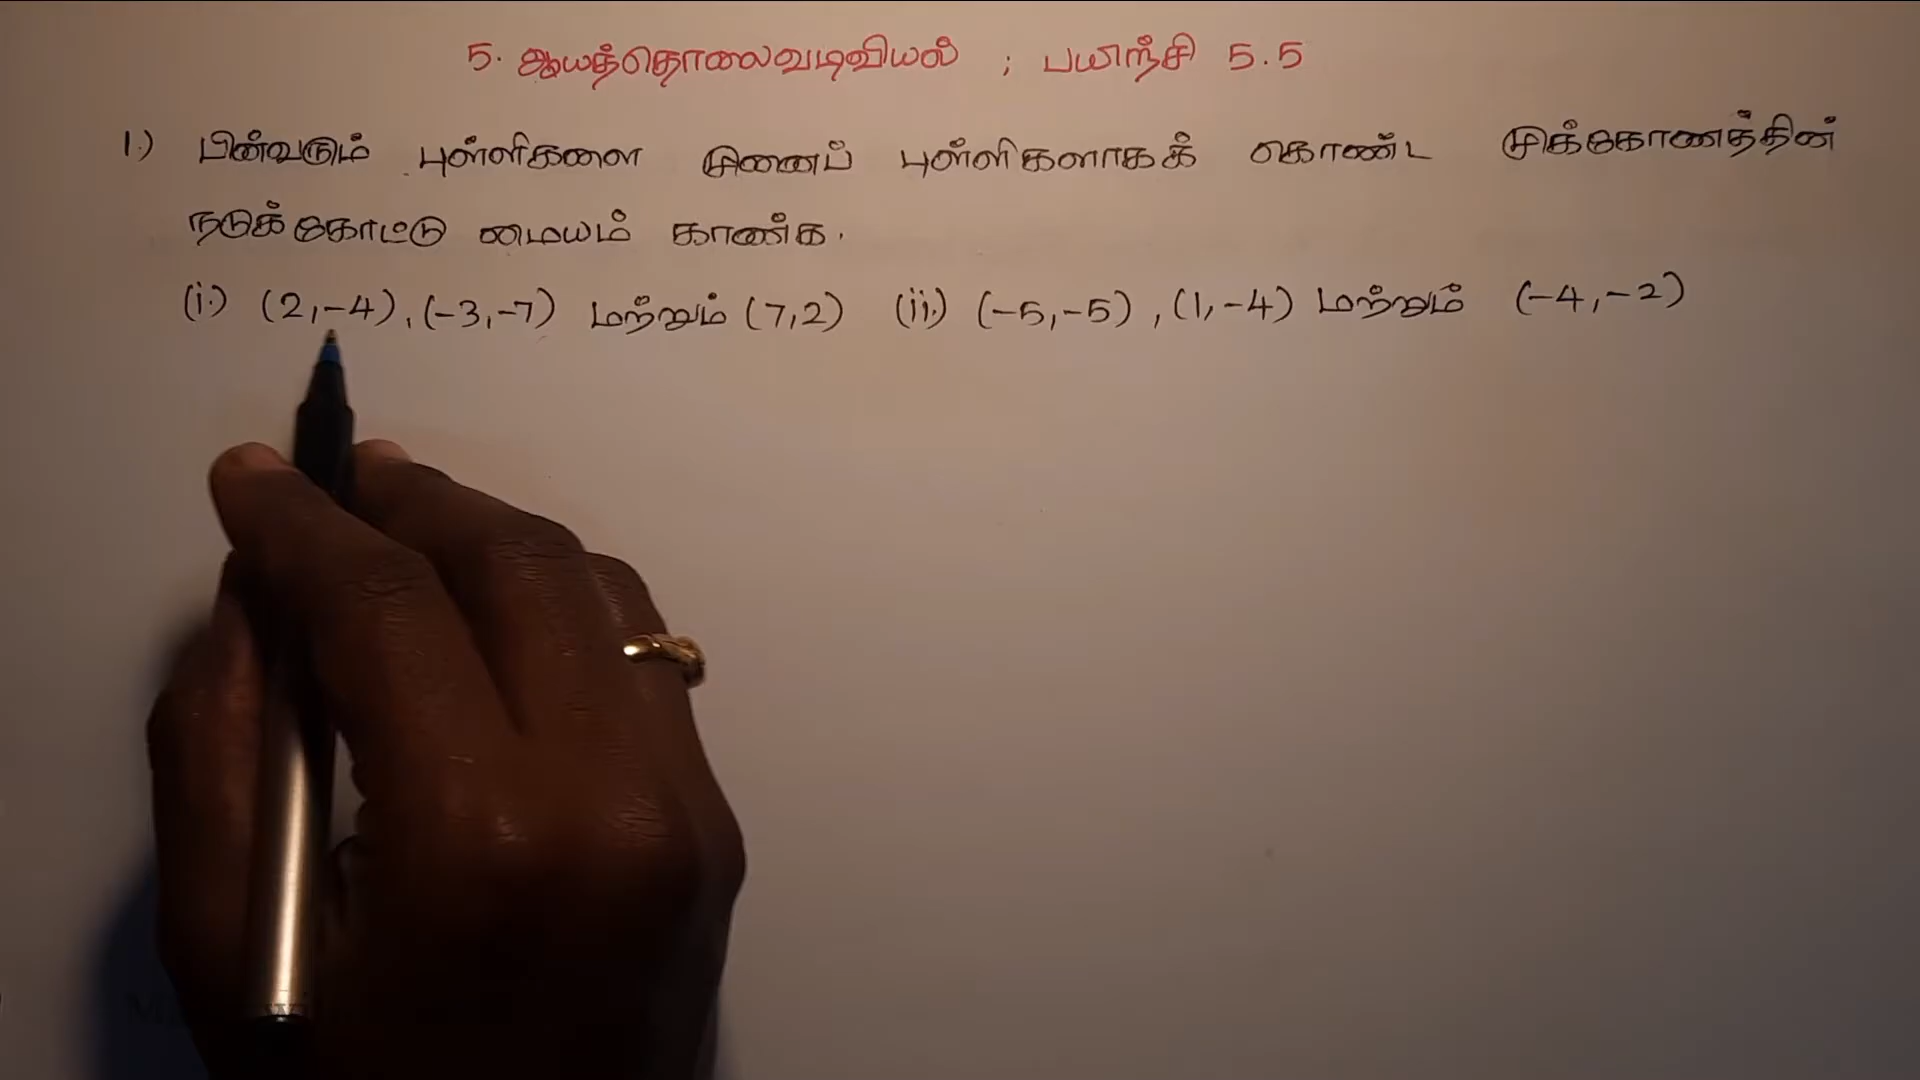 5. ஆயத்தொலைவடிவியல் ; பயிற்சி 5.5
1.) பின்வரும் புள்ளிகளை முனைப் புள்ளிகளாகக் கொண்ட முக்கோணத்தின்
நடுக்கோட்டு மையம் காண்க.
(i.) (2,-4), (-3,-7) மற்றும் (7,2) (ii.) (-5,-5), (1,-4) மற்றும் (-4,-2)